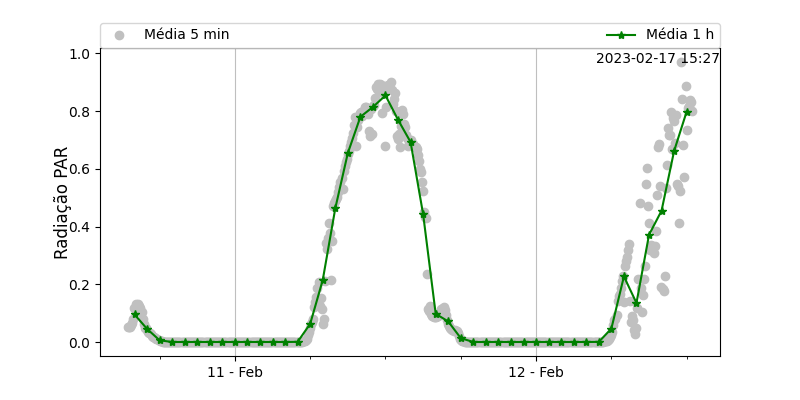 Média 5 min
Média 1 h
2023-02-17 15:27
1.0
0.8
0.6
0.4
0.2
0.0
Radiação PAR
11 - Feb
12 - Feb